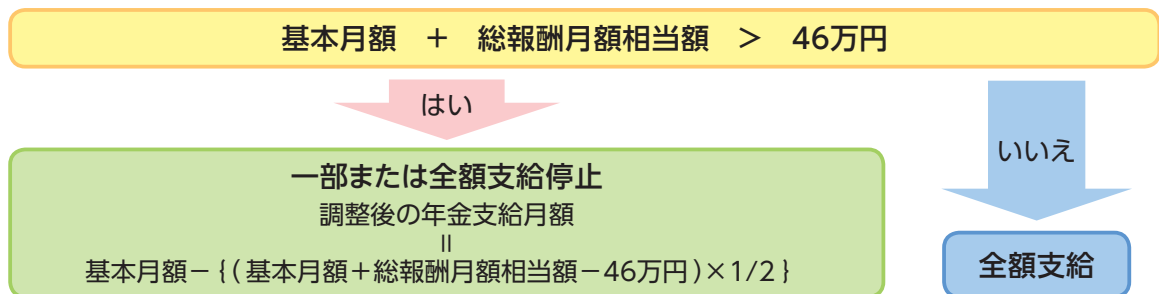 基本月額　＋　総報酬月額相当額　＞　46万円
はい
いいえ
一部または全額支給停止
調整後の年金支給月額
＝
基本月額－｛（基本月額＋総報酬月額相当額－46万円）×1/2｝
全額支給